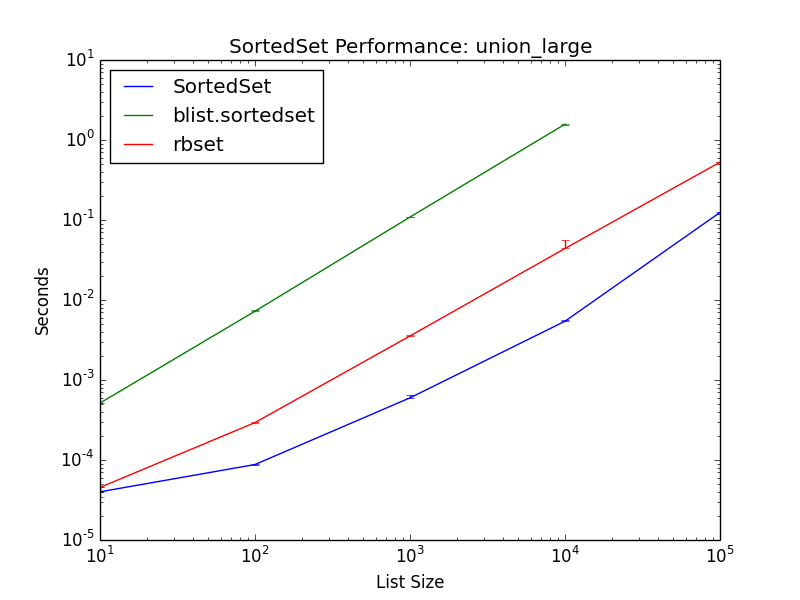 SortedSet Performance: union_large
SortedSet
blist.sortedset
rbset
10^1
10^0
10^-1
10^-2
10^-3
10^-4
10^-5
Seconds
10^1 10^2 10^3 10^4 10^5
List Size